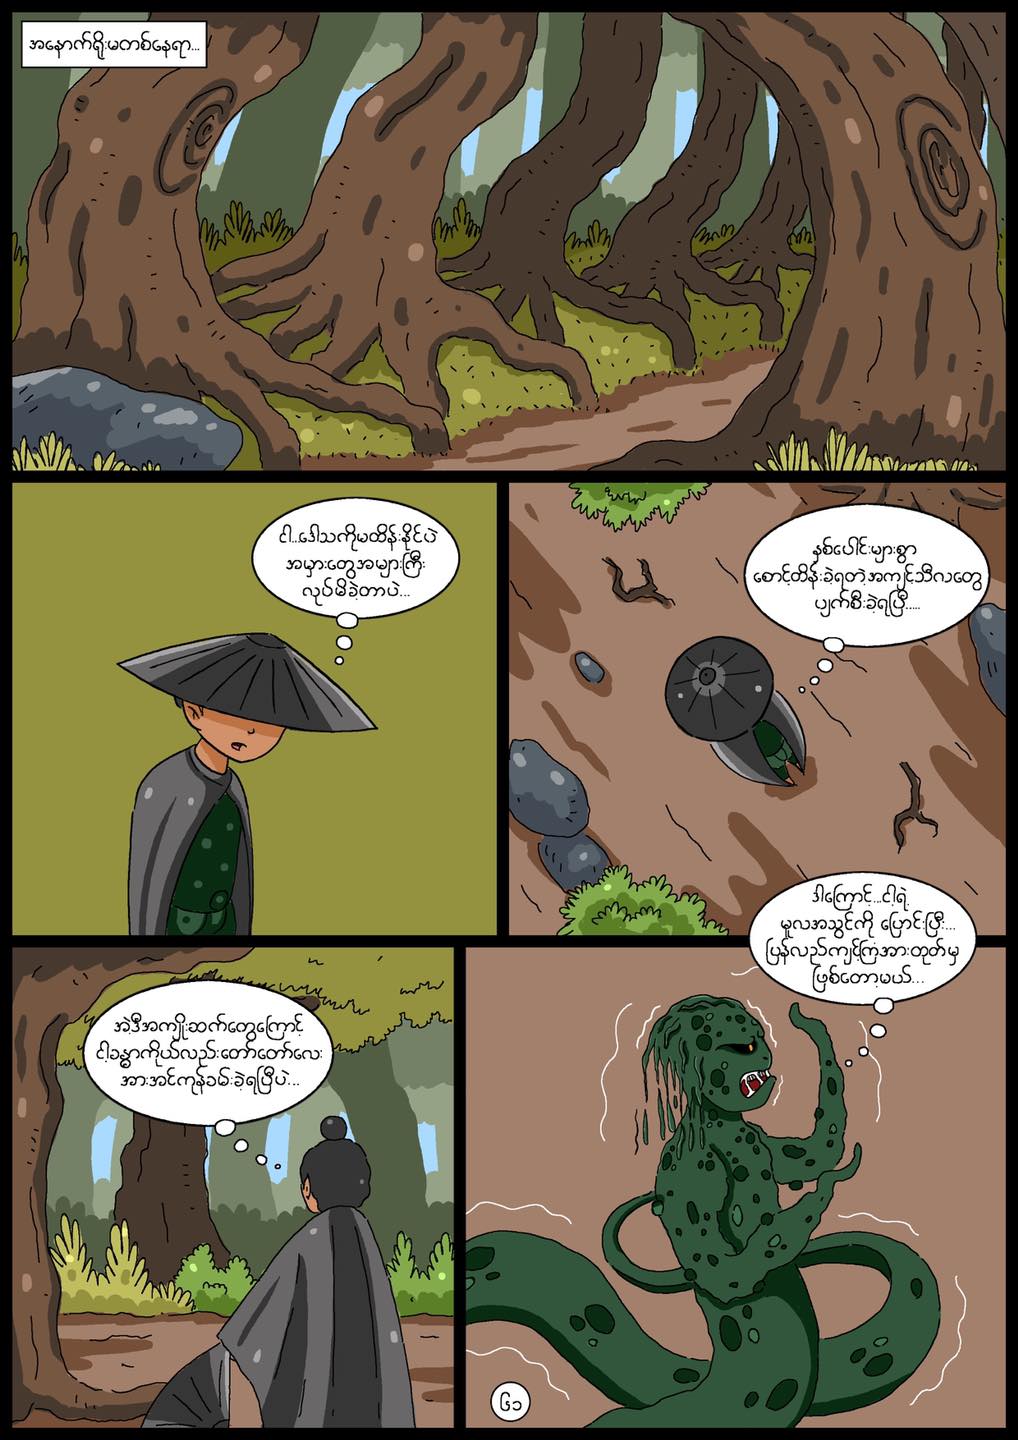 အနောက်ရိုးမတစ်နေရာ...
ငါ..ဒေါသကိုမထိန်းနိုင်ပဲ
အမှားတွေအများကြီး
လုပ်မိခဲ့တာပဲ...
နှစ်ပေါင်းများစွာ
စောင့်ထိန်းခဲ့ရတဲ့အကျင့်သီလတွေ
ပျက်စီးခဲ့ရပြီ.....
ဒါကြောင့်...ငါ့ရဲ့
မူလအသွင်ကို ပြောင်းပြီး...
ပြန်လည်ကျင့်ကြံအားထုတ်မှ
ဖြစ်တော့မယ်...
အဲ့ဒီအကျိုးဆက်တွေကြောင့်
ငါ့ခန္ဓာကိုယ်လည်းတော်တော်လေး
အားအင်ကုန်ခမ်းခဲ့ရပြီပဲ...
၆၁